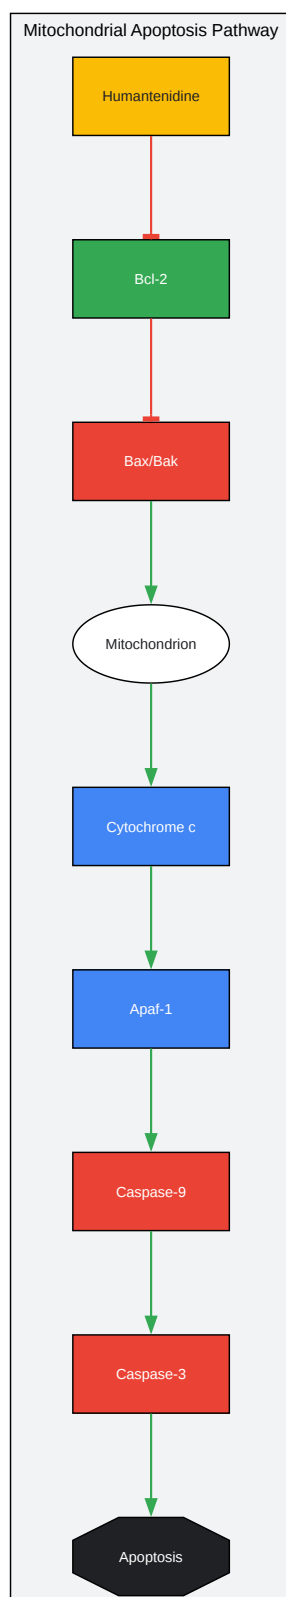 Mitochondrial Apoptosis Pathway
Humantenidine
Bcl-2
Bax/Bak
Mitochondrion
Cytochrome c
Apaf-1
Caspase-9
Caspase-3
Apoptosis